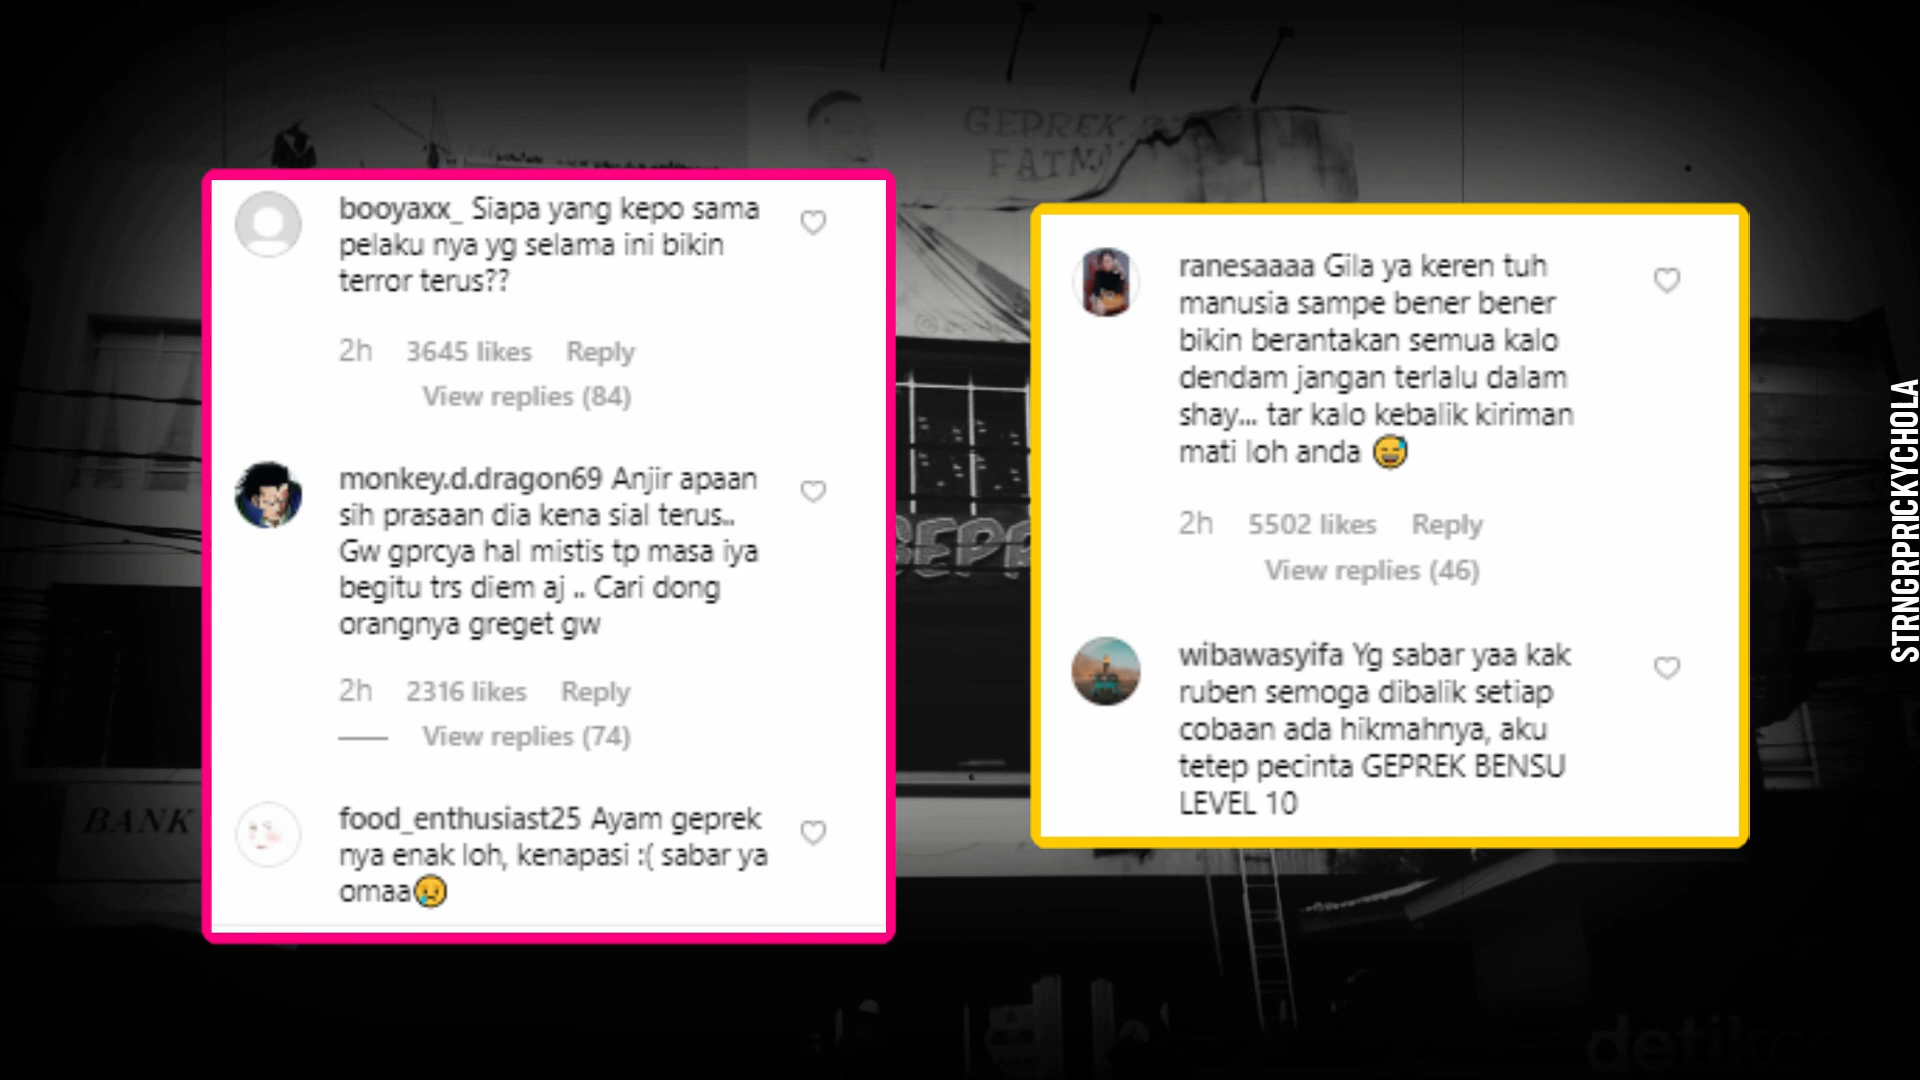 GEPREK
FATM
booyaxx_ Siapa yang kepo sama
pelaku nya yg selama ini bikin
terror terus??
2h 3645 likes Reply
View replies (84)
monkey.d.dragon69 Anjir apaan
sih prasaan dia kena sial terus..
Gw gprcya hal mistis tp masa iya
begitu trs diem aj .. Cari dong
orangnya greget gw
2h 2316 likes Reply
View replies (74)
food_enthusiast25 Ayam geprek
nya enak loh, kenapasi :( sabar ya
omaa😢
ranesaaaa Gila ya keren tuh
manusia sampe bener bener
bikin berantakan semua kalo
dendam jangan terlalu dalam
shay... tar kalo kebalik kiriman
mati loh anda 😅
2h 5502 likes Reply
View replies (46)
wibawasyifa Yg sabar yaa kak
ruben semoga dibalik setiap
cobaan ada hikmahnya, aku
tetep pecinta GEPREK BENSU
LEVEL 10
STRNGRPRICKYCHOLA
GEPR
BANK
detikco